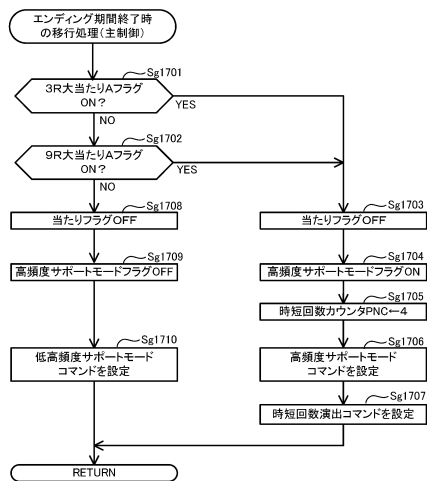 エンディング期間終了時
の移行処理(主制御)
Sg1701
3R大当たりAフラグ
ON?
YES
NO
Sg1702
9R大当たりAフラグ
ON?
YES
NO
Sg1708
当たりフラグOFF
Sg1703
当たりフラグOFF
Sg1709
高頻度サポートモードフラグOFF
Sg1704
高頻度サポートモードフラグON
Sg1705
時短回数カウンタPNC←4
Sg1710
低高頻度サポートモード
コマンドを設定
Sg1706
高頻度サポートモード
コマンドを設定
Sg1707
時短回数演出コマンドを設定
RETURN